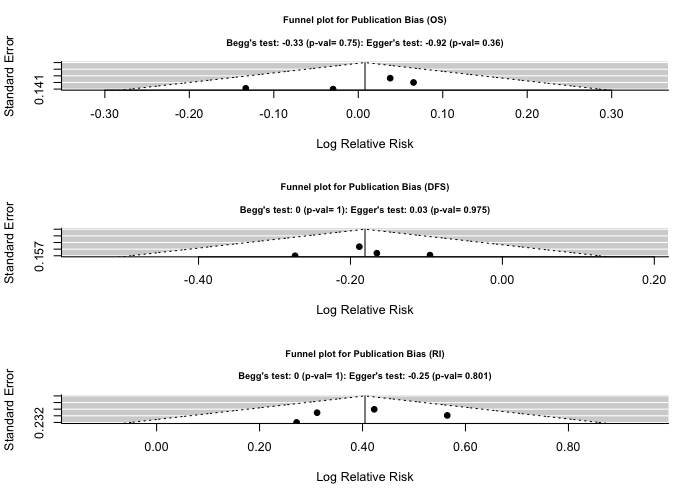 Funnel plot for Publication Bias (OS)
Begg's test: -0.33 (p-val= 0.75): Egger's test: -0.92 (p-val= 0.36)
Standard Error
0.141
-0.30 -0.20 -0.10 0.00 0.10 0.20 0.30
Log Relative Risk
Funnel plot for Publication Bias (DFS)
Begg's test: 0 (p-val= 1): Egger's test: 0.03 (p-val= 0.975)
Standard Error
0.157
-0.40 -0.20 0.00 0.20
Log Relative Risk
Funnel plot for Publication Bias (RI)
Begg's test: 0 (p-val= 1): Egger's test: -0.25 (p-val= 0.801)
Standard Error
0.232
0.00 0.20 0.40 0.60 0.80
Log Relative Risk